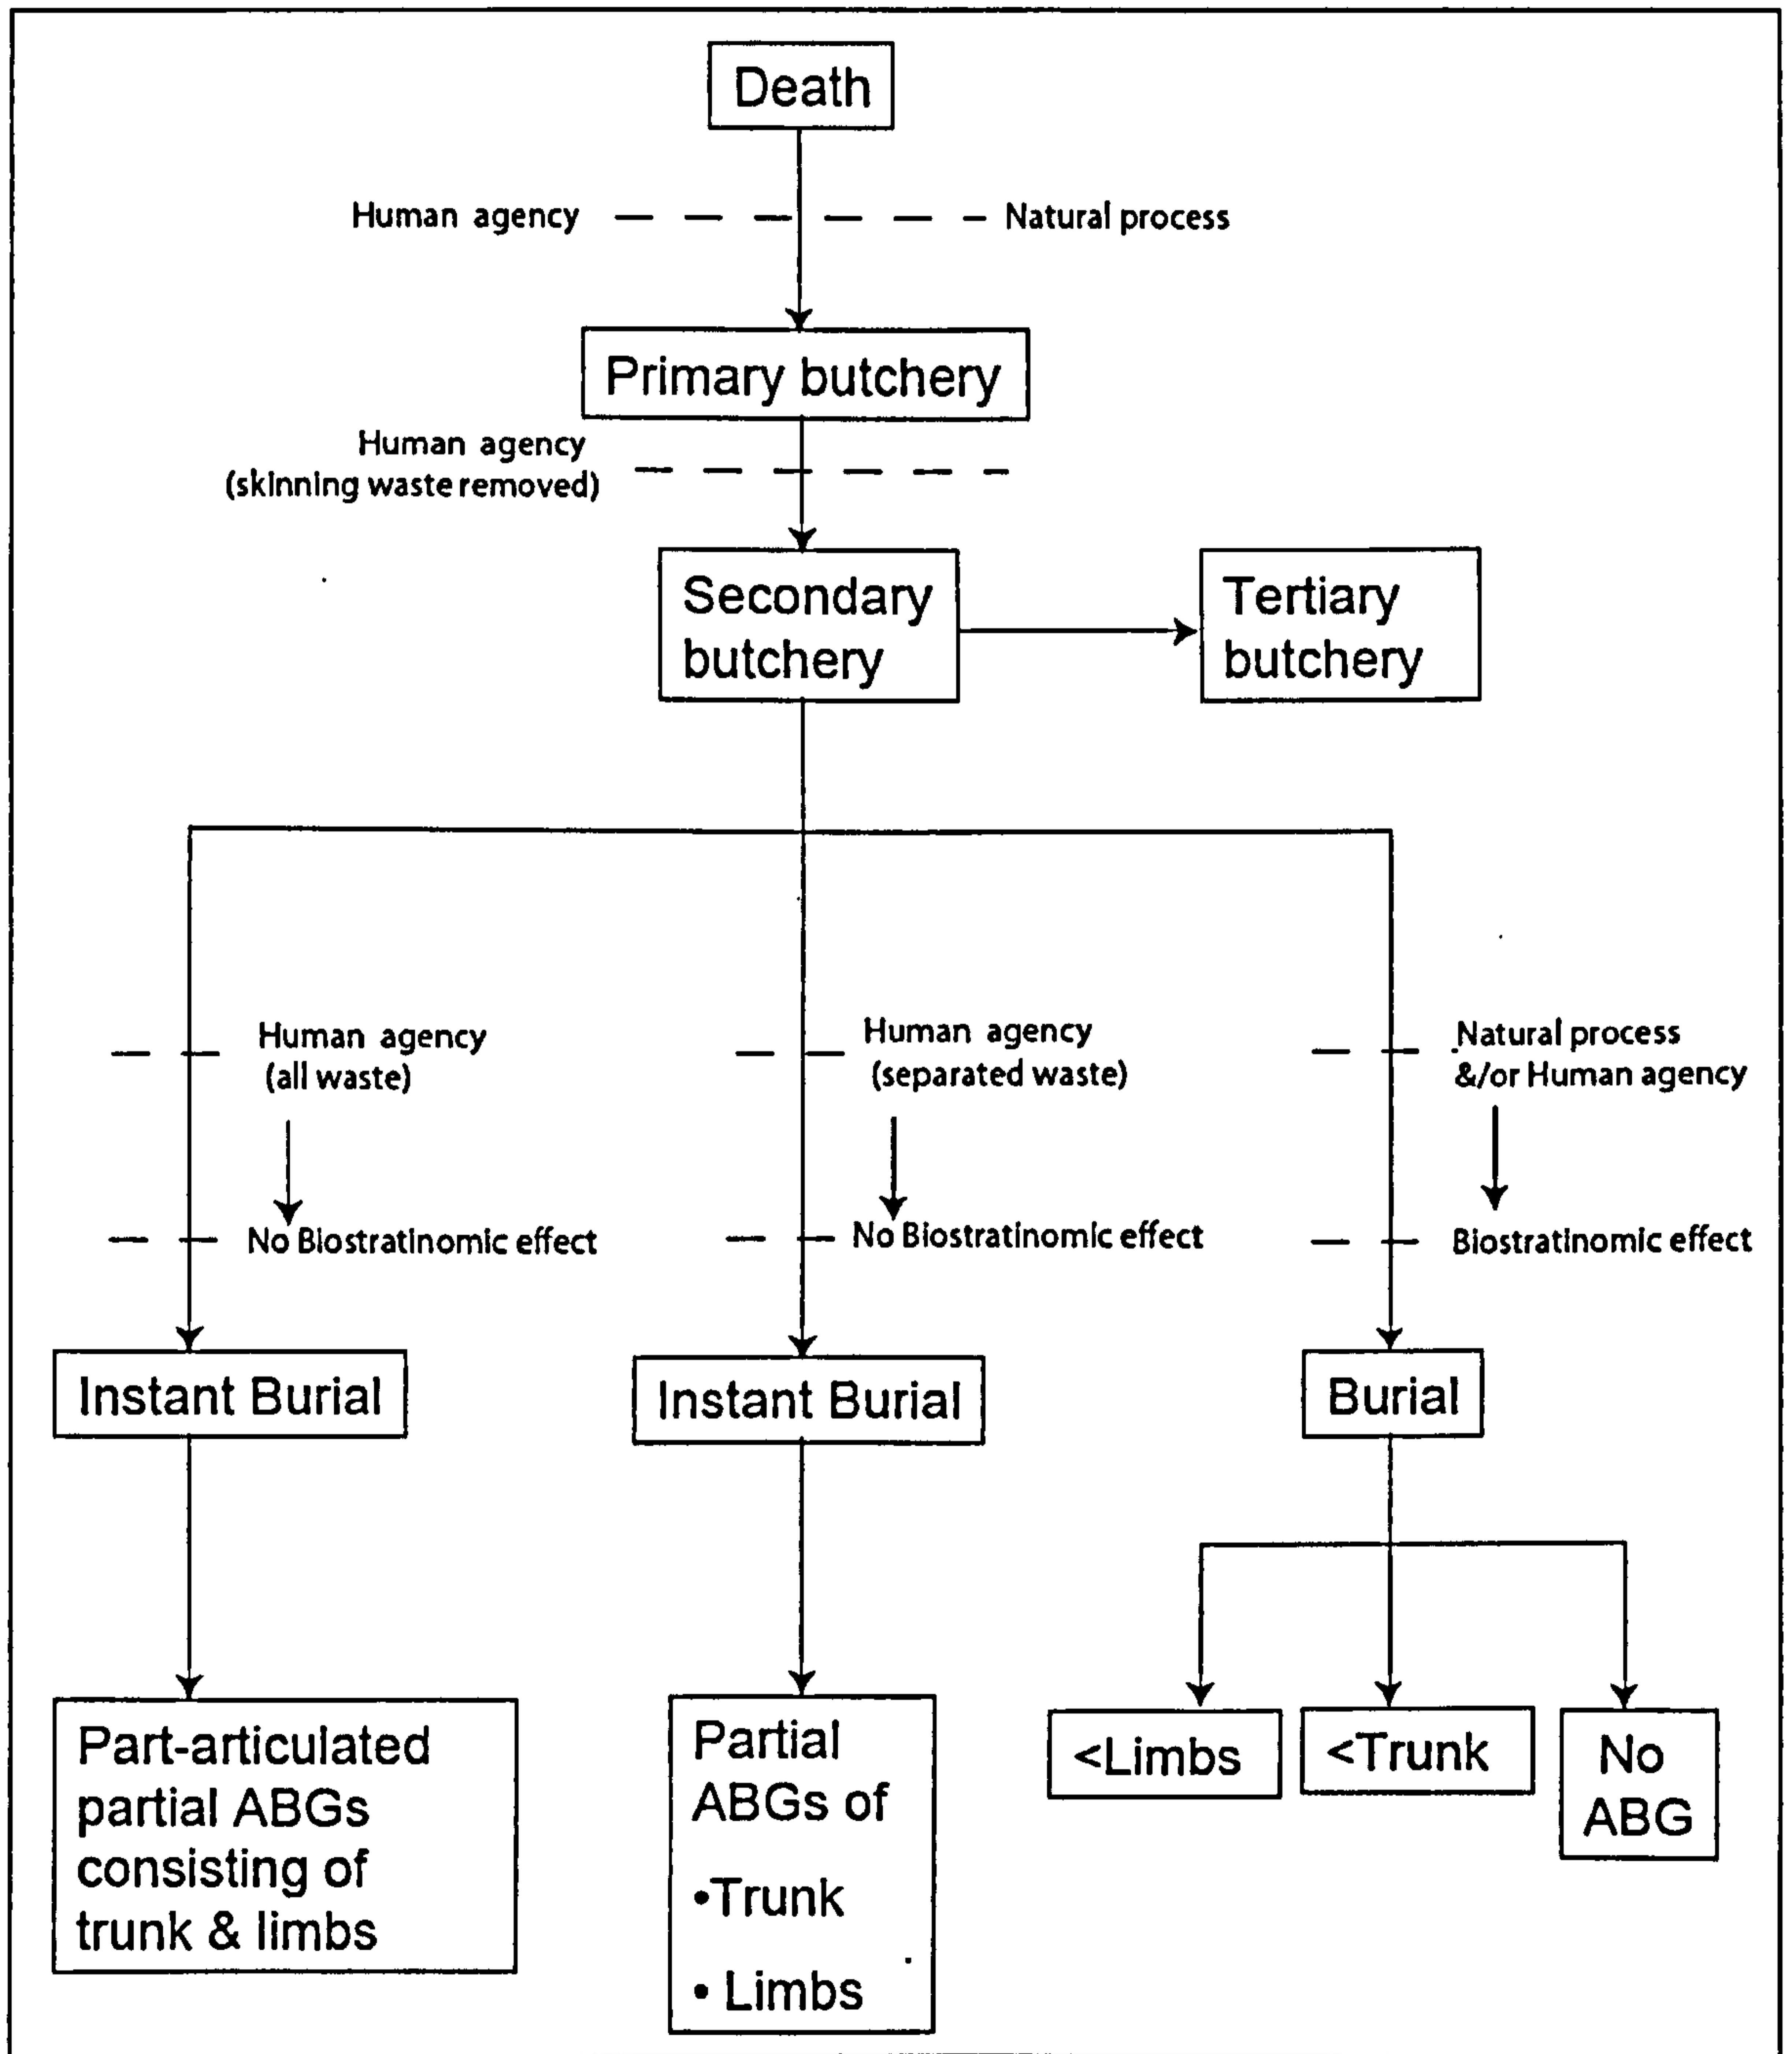 Death
Human agency
Natural process
Primary butchery
Human agency
(skinning waste removed)
Secondary
butchery
Tertiary
butchery
Human agency
(all waste)
No Biostratinomic effect
Human agency
(separated waste)
No Biostratinomic effect
Natural process
&/or Human agency
Biostratinomic effect
Instant Burial
Instant Burial
Burial
Part-articulated
partial ABGs
consisting of
trunk & limbs
Partial
ABGs of
•Trunk
• Limbs
<Limbs
<Trunk
No
ABG